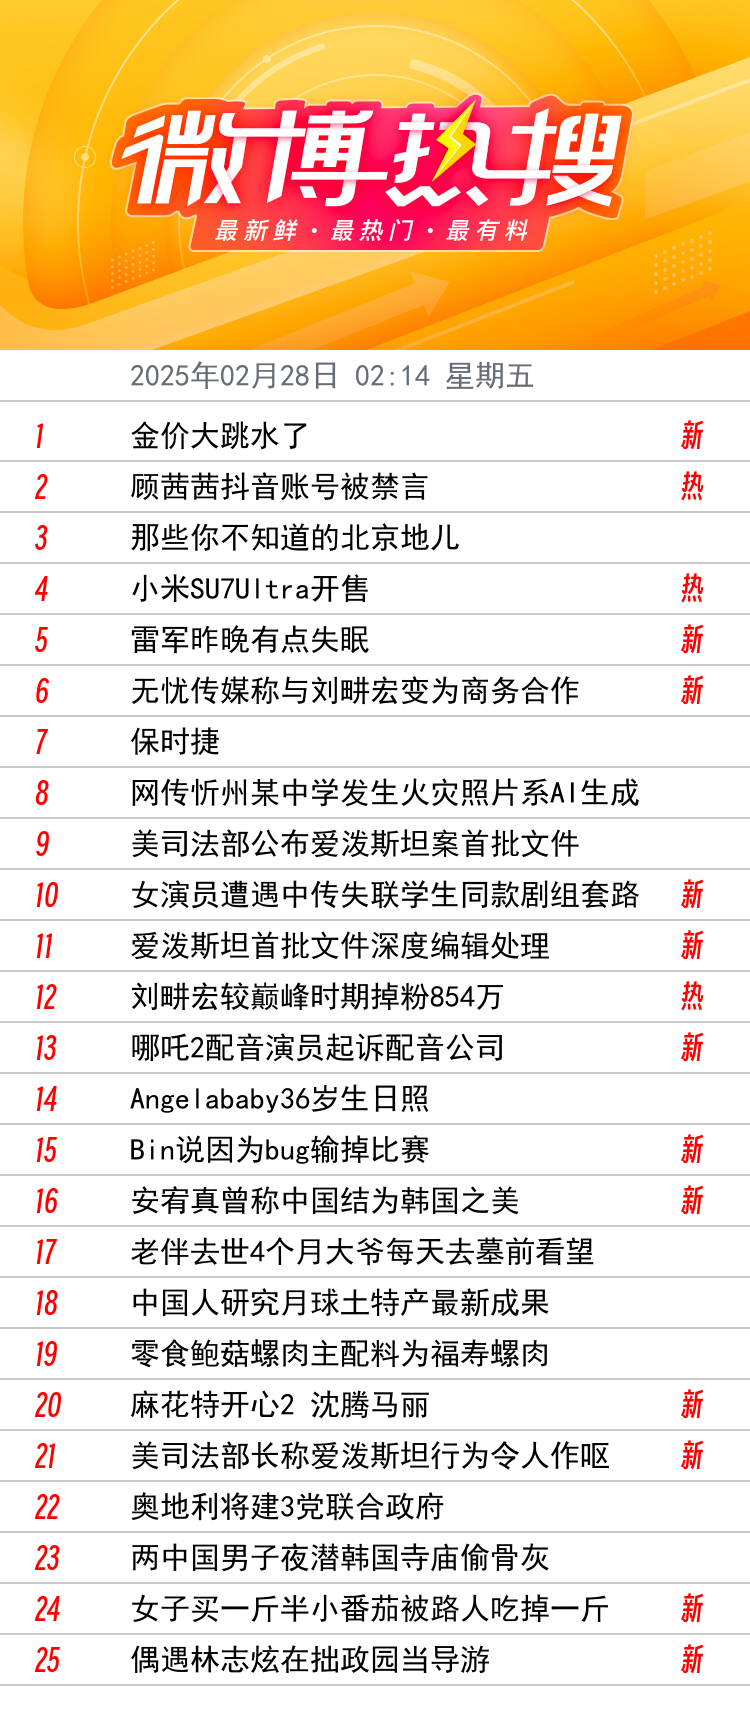 微博热搜
最新鲜·最热门·最有料
2025年02月28日 02:14 星期五
1 金价大跳水了 新
2 顾茜茜抖音账号被禁言 热
3 那些你不知道的北京地儿
4 小米SU7Ultra开售 热
5 雷军昨晚有点失眠 新
6 无忧传媒称与刘畊宏变为商务合作 新
7 保时捷
8 网传忻州某中学发生火灾照片系AI生成
9 美司法部公布爱泼斯坦案首批文件
10 女演员遭遇中传失联学生同款剧组套路 新
11 爱泼斯坦首批文件深度编辑处理 新
12 刘畊宏较巅峰时期掉粉854万 热
13 哪吒2配音演员起诉配音公司 新
14 Angelababy36岁生日照
15 Bin说因为bug输掉比赛 新
16 安宥真曾称中国结为韩国之美 新
17 老伴去世4个月大爷每天去墓前看望
18 中国人研究月球土特产最新成果
19 零食鲍菇螺肉主配料为福寿螺肉
20 麻花特开心2 沈腾马丽 新
21 美司法部长称爱泼斯坦行为令人作呕 新
22 奥地利将建3党联合政府
23 两中国男子夜潜韩国寺庙偷骨灰
24 女子买一斤半小番茄被路人吃掉一斤 新
25 偶遇林志炫在拙政园当导游 新